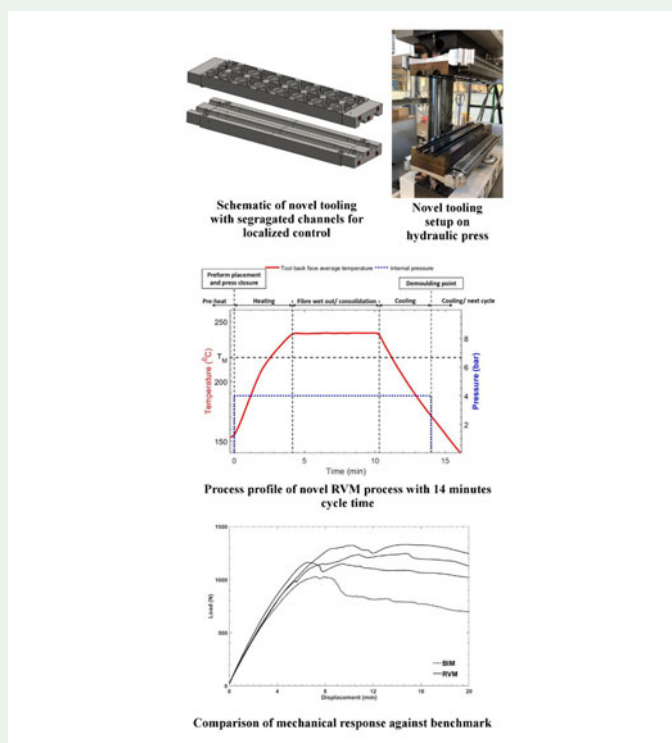 Schematic of novel tooling
with segragated channels for
localized control
Novel tooling
setup on
hydraulic press
Tool back face average temperature
Internal pressure
Preform placement
and press closure
Demoulding point
Pre-heat
Heating
Fibre wet out/ consolidation
Cooling
Cooling/ next cycle
250
200
150
TM
Temperature (⁰C)
8
6
4
2
Pressure (bar)
0
5
10
15
Time (min)
Process profile of novel RVM process with 14 minutes
cycle time
1500
1000
500
0
Load (N)
BIM
RVM
0
4
8
12
16
20
Displacement (mm)
Comparison of mechanical response against benchmark